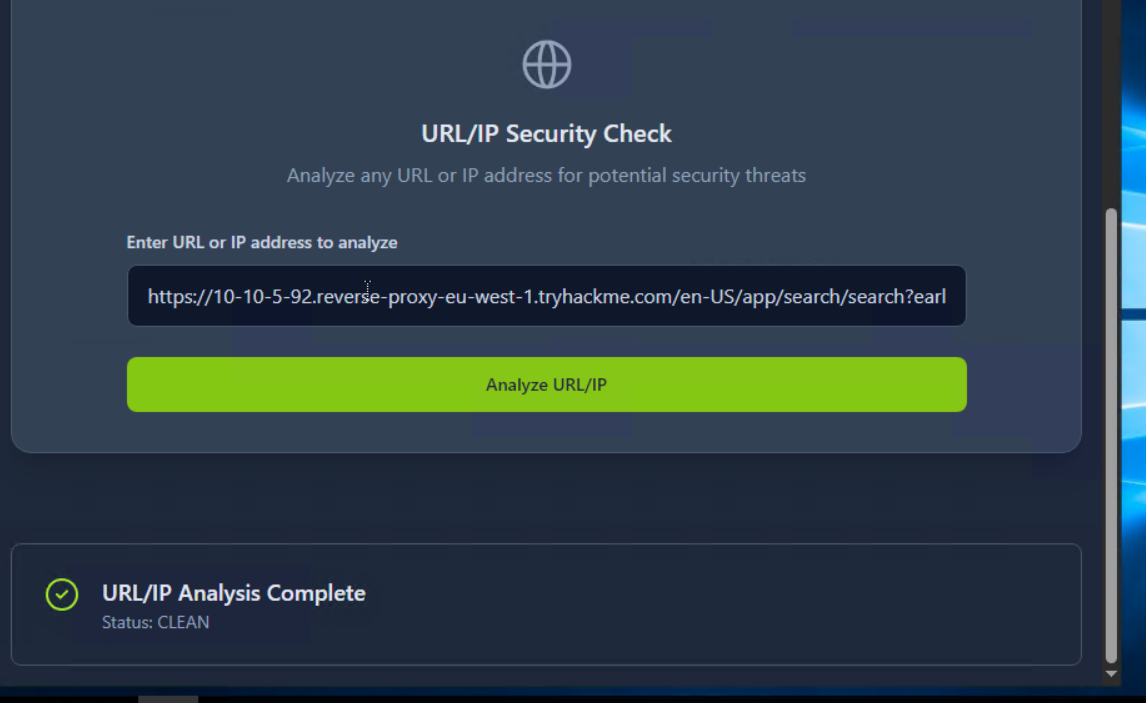 URL/IP Security Check
Analyze any URL or IP address for potential security threats
Enter URL or IP address to analyze
https://10-10-5-92.reverse-proxy-eu-west-1.tryhackme.com/en-US/app/search/search?earl
Analyze URL/IP
URL/IP Analysis Complete
Status: CLEAN